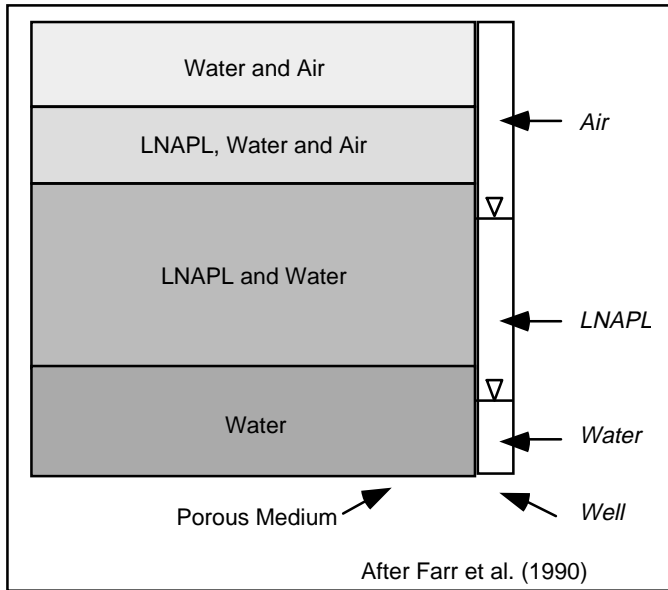 Water and Air
Air
LNAPL, Water and Air
LNAPL and Water
LNAPL
Water
Water
Porous Medium
Well
After Farr et al. (1990)